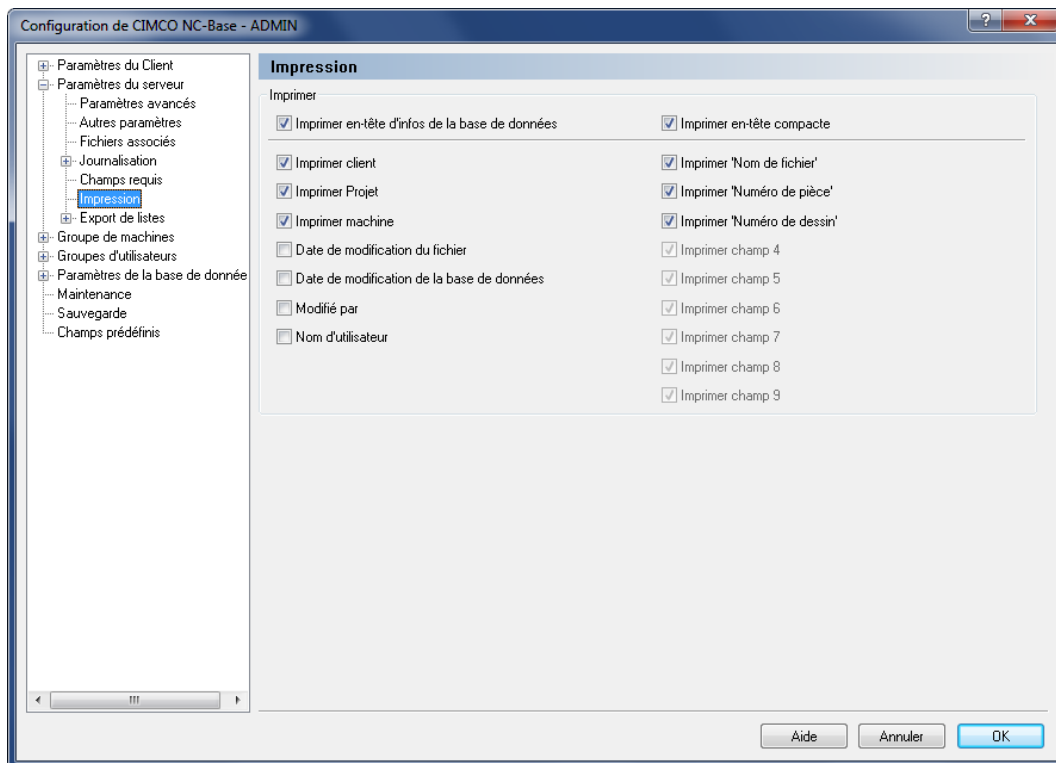 Configuration de CIMCO NC-Base - ADMIN
Paramètres du Client
Paramètres du serveur
Paramètres avancés
Autres paramètres
Fichiers associés
Journalisation
Champs requis
Impression
Export de listes
Groupe de machines
Groupes d'utilisateurs
Paramètres de la base de donnée
Maintenance
Sauvegarde
Champs prédéfinis
Impression
Imprimer
Imprimer en-tête d'infos de la base de données
Imprimer en-tête compacte
Imprimer client
Imprimer 'Nom de fichier'
Imprimer Projet
Imprimer 'Numéro de pièce'
Imprimer machine
Imprimer 'Numéro de dessin'
Date de modification du fichier
Imprimer champ 4
Date de modification de la base de données
Imprimer champ 5
Modifié par
Imprimer champ 6
Nom d'utilisateur
Imprimer champ 7
Imprimer champ 8
Imprimer champ 9
Aide
Annuler
OK